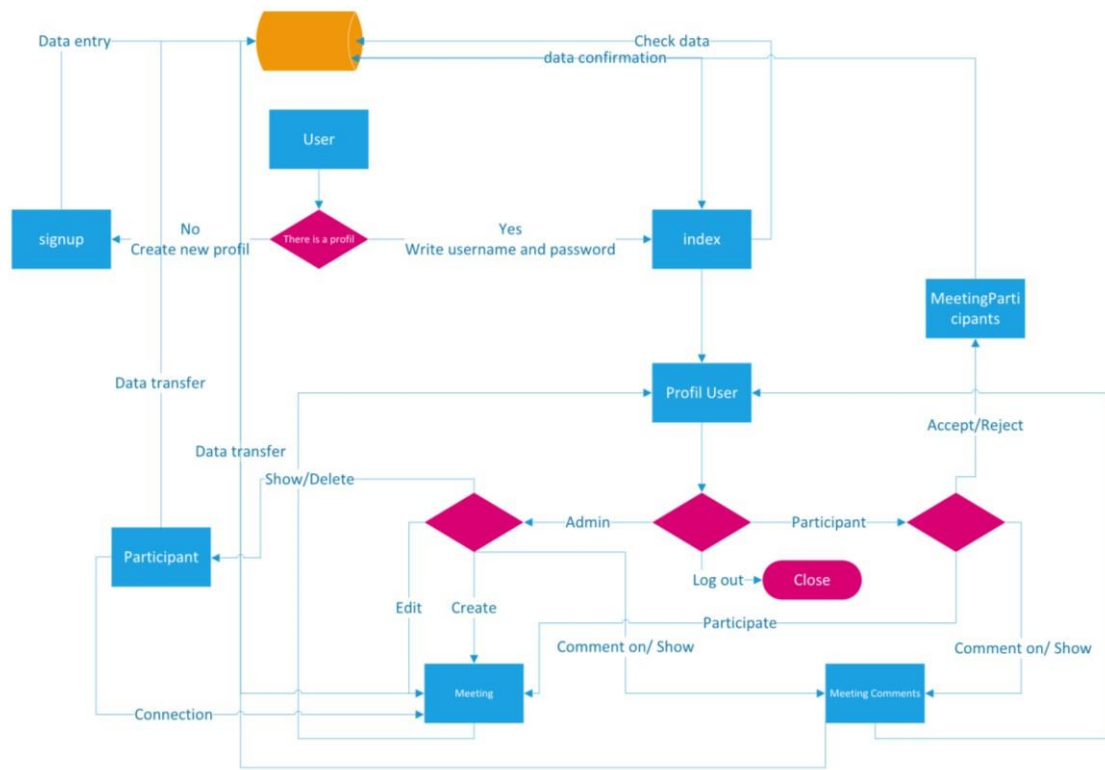 Data entry
Check data
data confirmation
User
signup
No
Create new profil
There is a profil
Yes
Write username and password
index
MeetingParti
cipants
Data transfer
Profil User
Accept/Reject
Data transfer
Show/Delete
Admin
Participant
Participant
Log out
Close
Edit
Create
Participate
Comment on/ Show
Comment on/ Show
Meeting
Meeting Comments
Connection